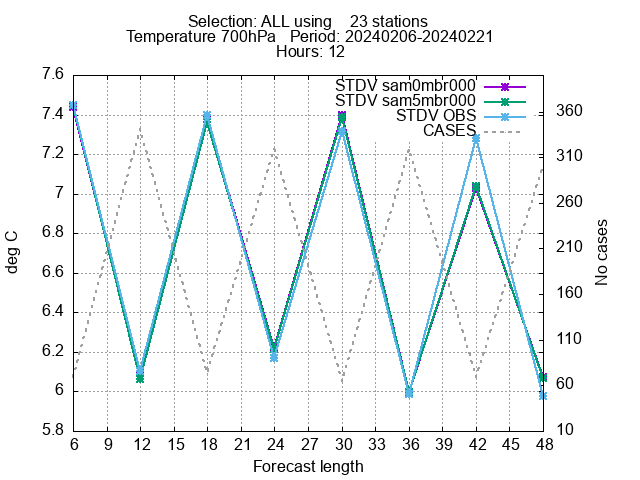 Selection: ALL using    23 stations
Temperature 700hPa   Period: 20240206-20240221
Hours: 12
STDV sam0mbr000
STDV sam5mbr000
STDV OBS
CASES
deg C
7.6
7.4
7.2
7
6.8
6.6
6.4
6.2
6
5.8
No cases
360
310
260
210
160
110
60
10
6 9 12 15 18 21 24 27 30 33 36 39 42 45 48
Forecast length